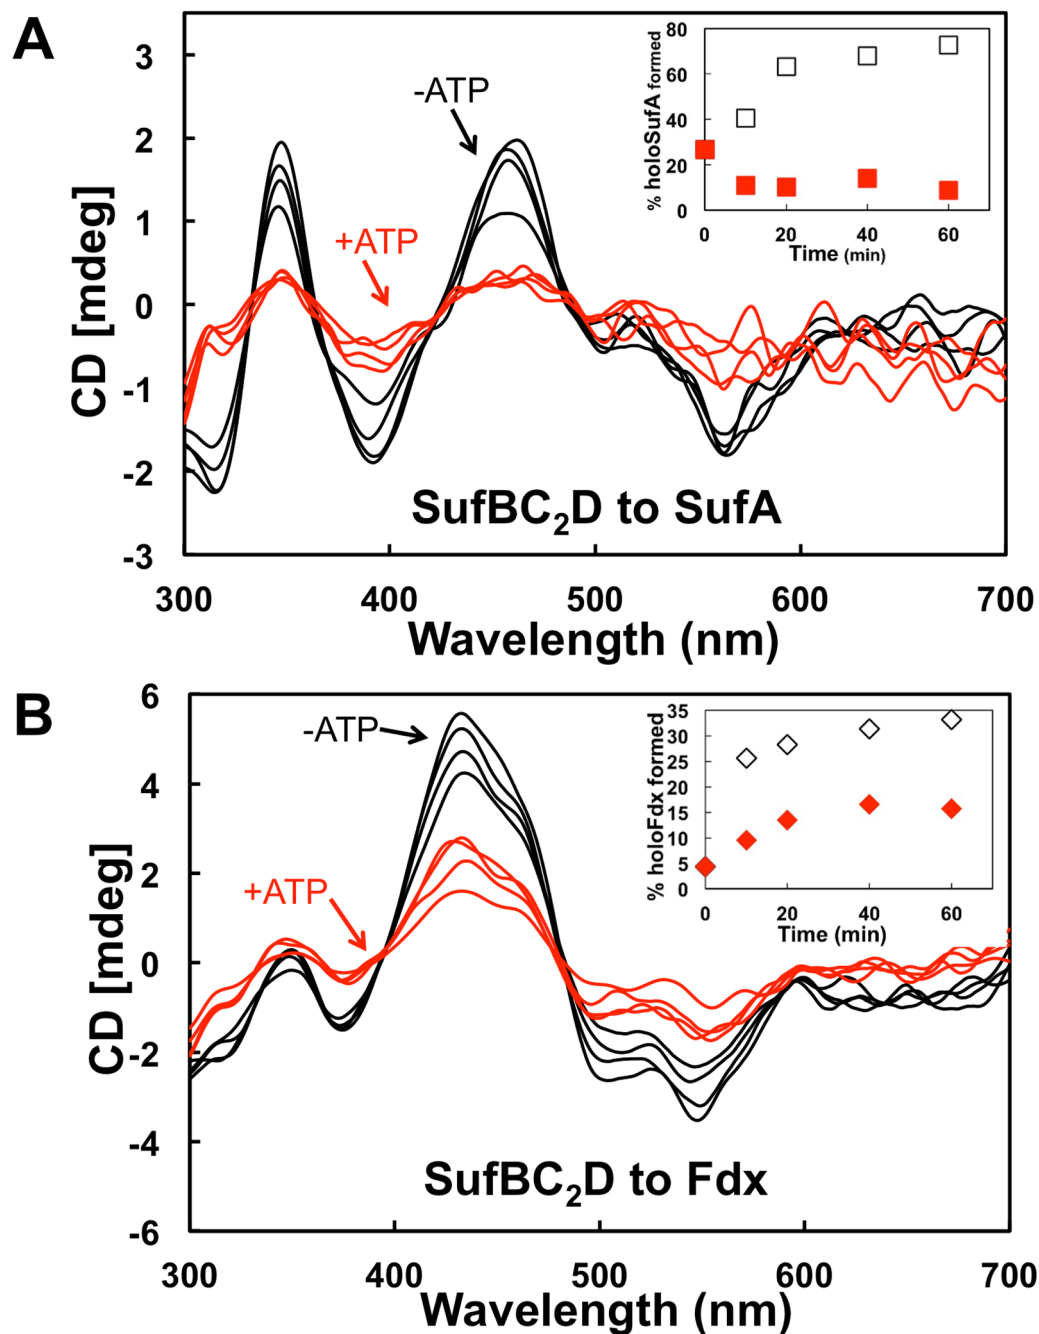 A
3
2
1
0
-1
-2
-3
CD [mdeg]
-ATP
+ATP
SufBC2D to SufA
300 400 500 600 700
Wavelength (nm)
% holoSufA formed
80
60
40
20
0
0 20 40 60
Time (min)
B
6
4
2
0
-2
-4
-6
CD [mdeg]
-ATP
+ATP
SufBC2D to Fdx
300 400 500 600 700
Wavelength (nm)
% holoFdx formed
35
30
25
20
15
10
5
0
0 20 40 60
Time (min)